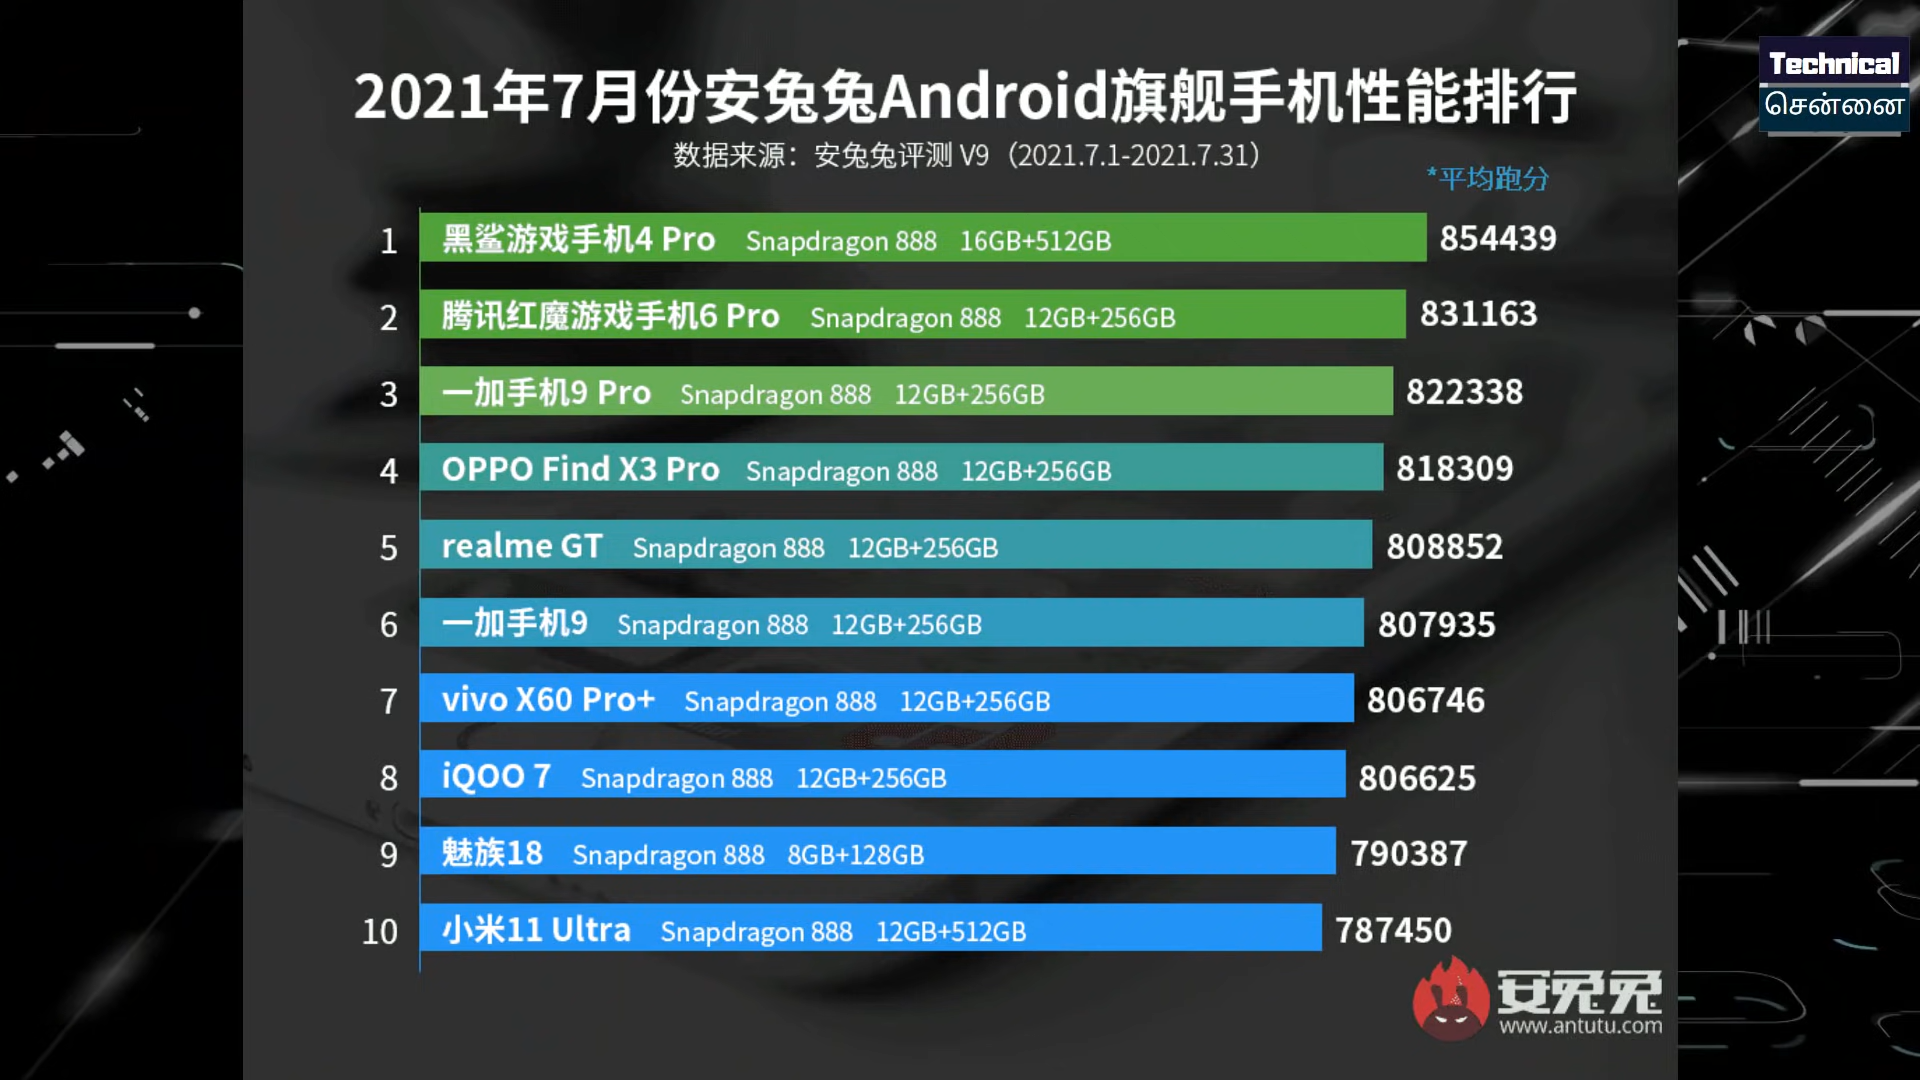 2021年7月份安兔兔Android旗舰手机性能排行
数据来源：安兔兔评测 V9（2021.7.1-2021.7.31）
*平均跑分
1 黑鲨游戏手机4 Pro Snapdragon 888 16GB+512GB 854439
2 腾讯红魔游戏手机6 Pro Snapdragon 888 12GB+256GB 831163
3 一加手机9 Pro Snapdragon 888 12GB+256GB 822338
4 OPPO Find X3 Pro Snapdragon 888 12GB+256GB 818309
5 realme GT Snapdragon 888 12GB+256GB 808852
6 一加手机9 Snapdragon 888 12GB+256GB 807935
7 vivo X60 Pro+ Snapdragon 888 12GB+256GB 806746
8 iQOO 7 Snapdragon 888 12GB+256GB 806625
9 魅族18 Snapdragon 888 8GB+128GB 790387
10 小米11 Ultra Snapdragon 888 12GB+512GB 787450
安兔兔
www.antutu.com
Technical
சென்னை